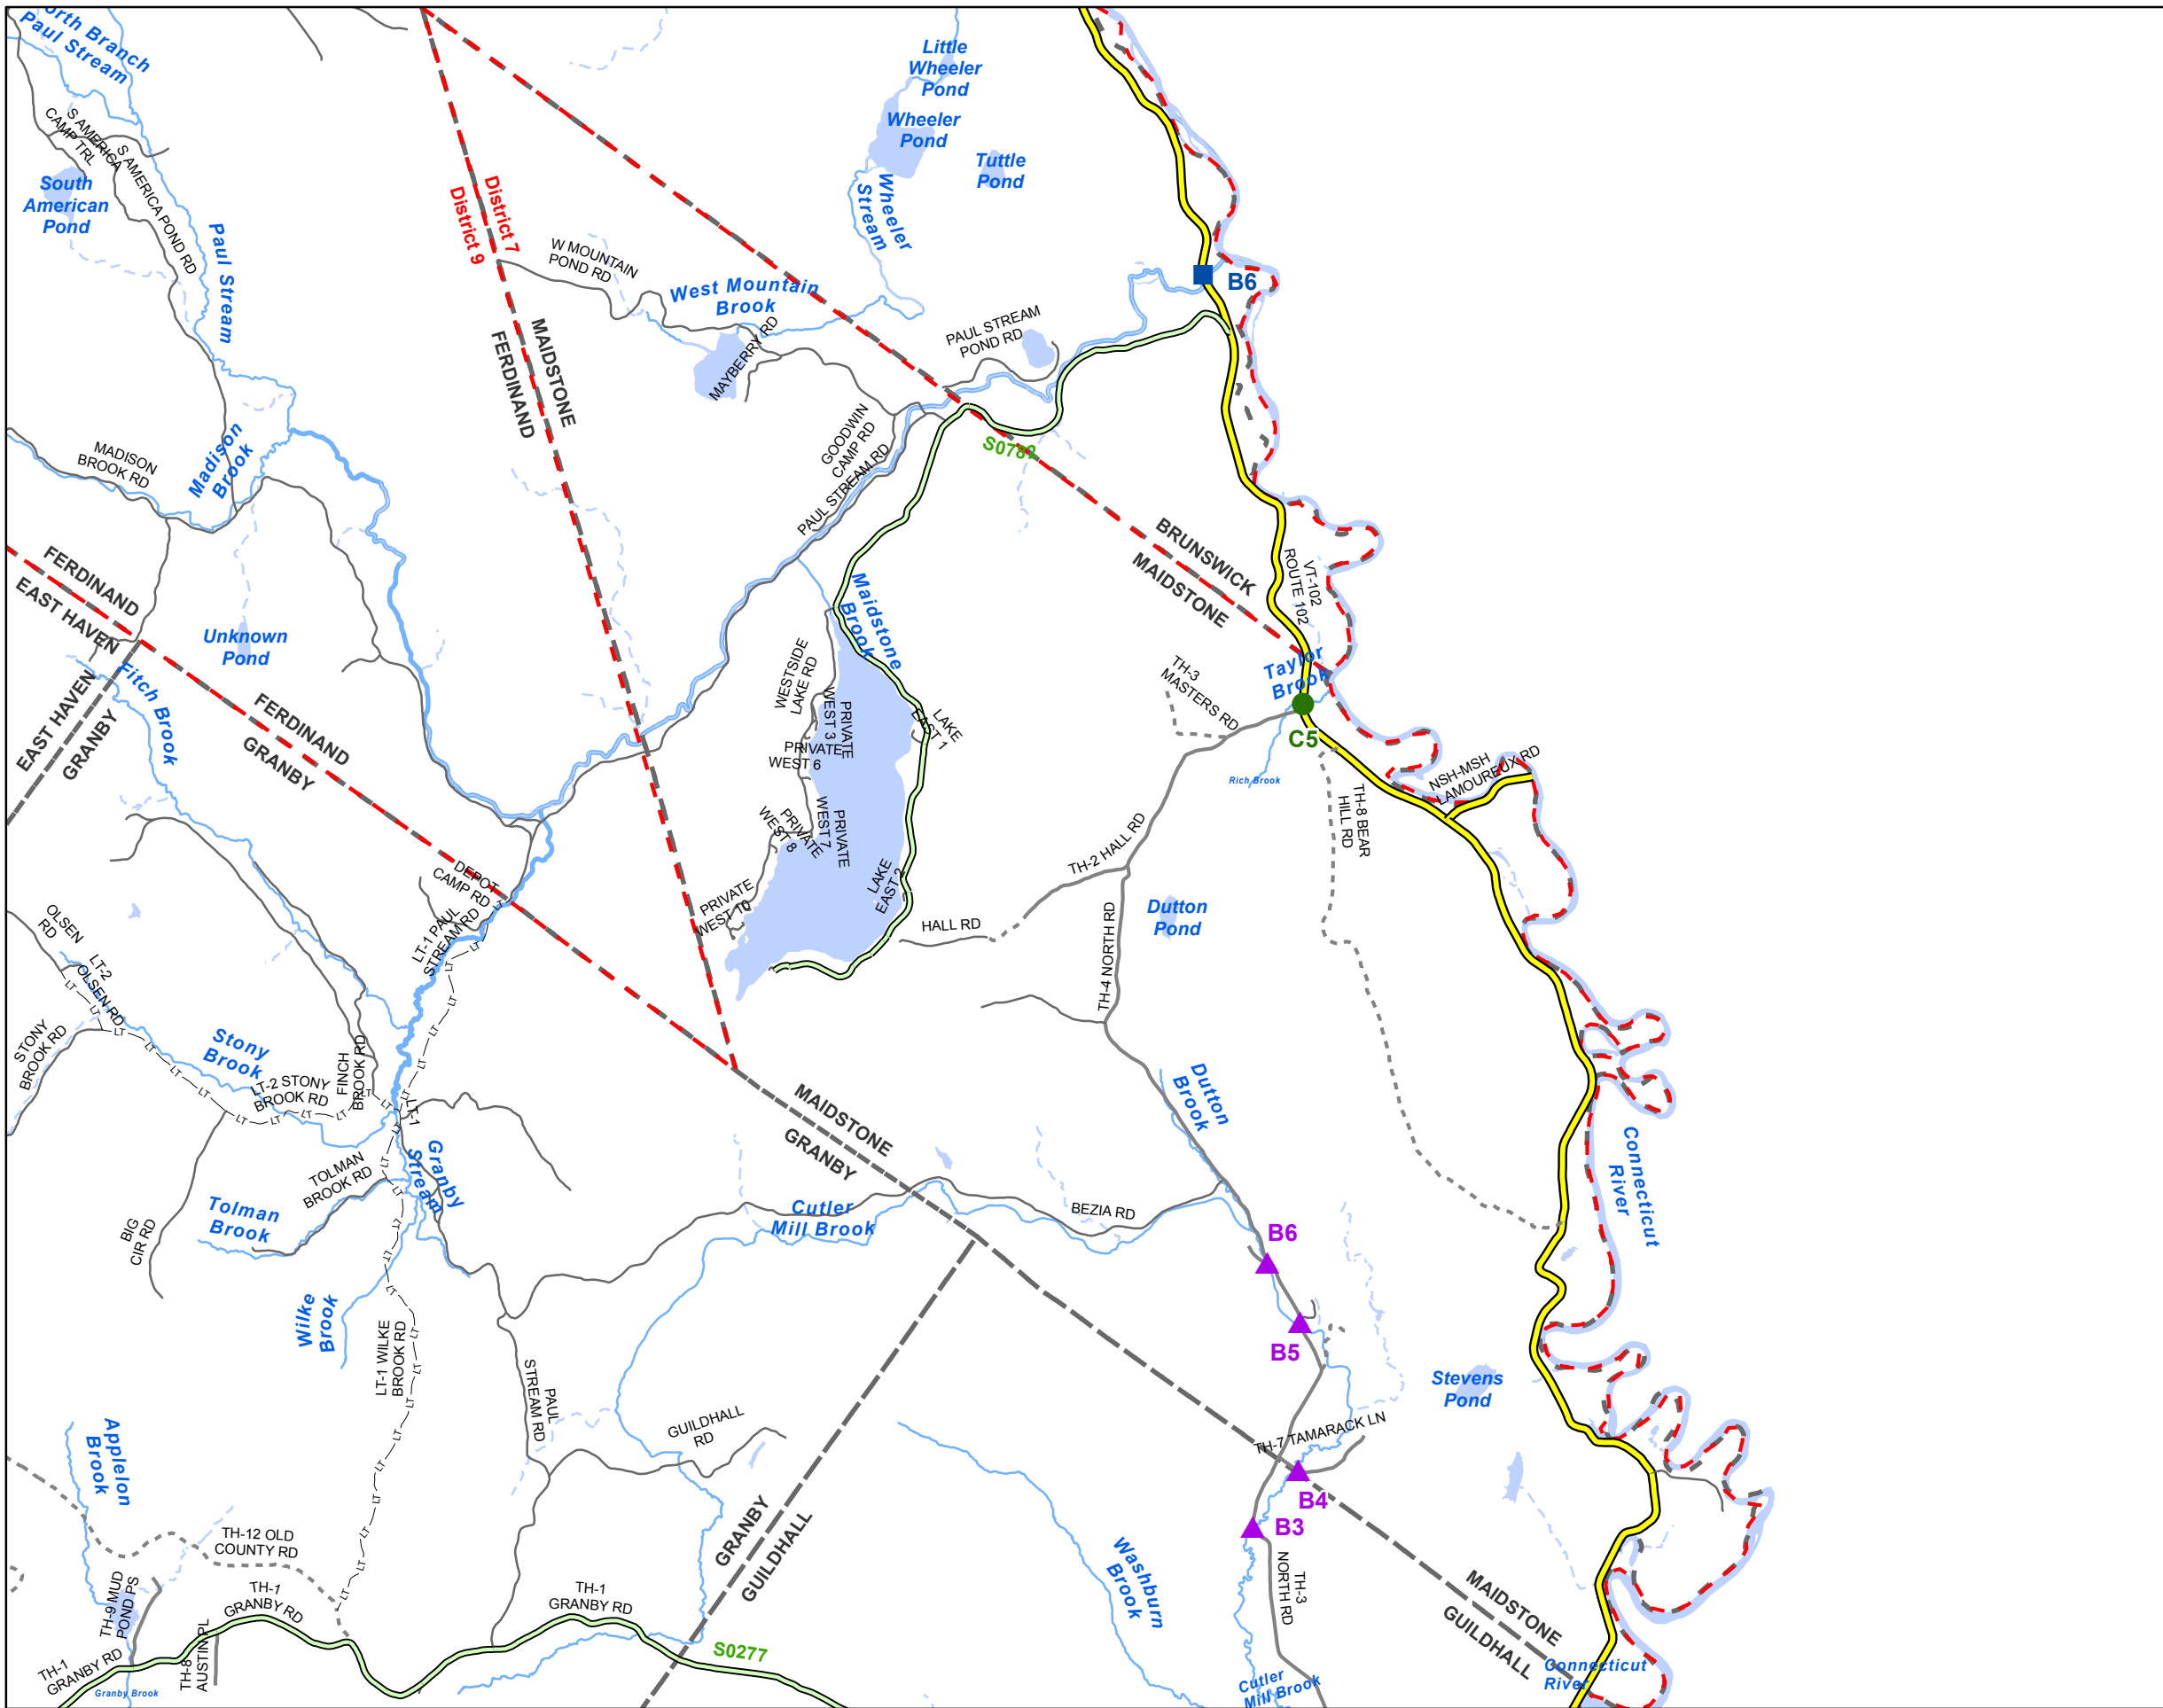 orth Branch
Paul Stream
Little
Wheeler
Pond
Wheeler
Pond
Tuttle
Pond
S AMERICA
CAMP TRL
S AMERICA POND RD
South
American
Pond
Paul Stream
District 7
District 9
Wheeler
Stream
W MOUNTAIN
POND RD
West Mountain
Brook
B6
MAIDSTONE
FERDINAND
MAYBERRY RD
PAUL STREAM
POND RD
GOODWIN
CAMP RD
PAUL STREAM RD
MADISON
BROOK RD
Madison
Brook
BRUNSWICK
MAIDSTONE
VT-102
ROUTE 102
FERDINAND
EAST HAVEN
Unknown
Pond
Maidstone
Brook
EAST HAVEN
GRANBY
Fitch Brook
FERDINAND
GRANBY
WESTSIDE
LAKE RD
PRIVATE
WEST 3
PRIVATE
WEST 6
LAKE
EAST 1
TH-3
MASTERS RD
Taylor
Brook
C5
Rich Brook
NSH-MSH
LAMOUREUX RD
PRIVATE
WEST 7
PRIVATE
WEST 8
TH-2 HALL RD
TH-8 BEAR
HILL RD
DEPOT
CAMP RD
LAKE
EAST 2
PRIVATE
WEST 10
HALL RD
Dutton
Pond
OLSEN
RD
LT-2
OLSEN RD
LT-1 PAUL
STREAM RD
LT
LT
LT
LT
TH-4 NORTH RD
STONY
BROOK RD
Stony
Brook
FINCH
BROOK RD
LT-2 STONY
BROOK RD
LT-1
Dutton
Brook
MAIDSTONE
GRANBY
Connecticut
River
TOLMAN
BROOK RD
Granby
Stream
Tolman
Brook
BIG
CIR RD
Cutler
Mill Brook
BEZIA RD
B6
Wilke
Brook
LT-1 WILKE
BROOK RD
B5
PAUL
STREAM RD
Stevens
Pond
Applelon
Brook
GUILDHALL
RD
TH-7 TAMARACK LN
B4
B3
GRANBY
GUILDHALL
Washburn
Brook
TH-12 OLD
COUNTY RD
TH-9 MUD
POND PS
TH-1
GRANBY RD
TH-1
GRANBY RD
TH-3
NORTH RD
MAIDSTONE
GUILDHALL
TH-1
GRANBY RD
TH-8
AUSTIN PL
S0277
Granby Brook
Cutler
Mill Brook
Connecticut
River